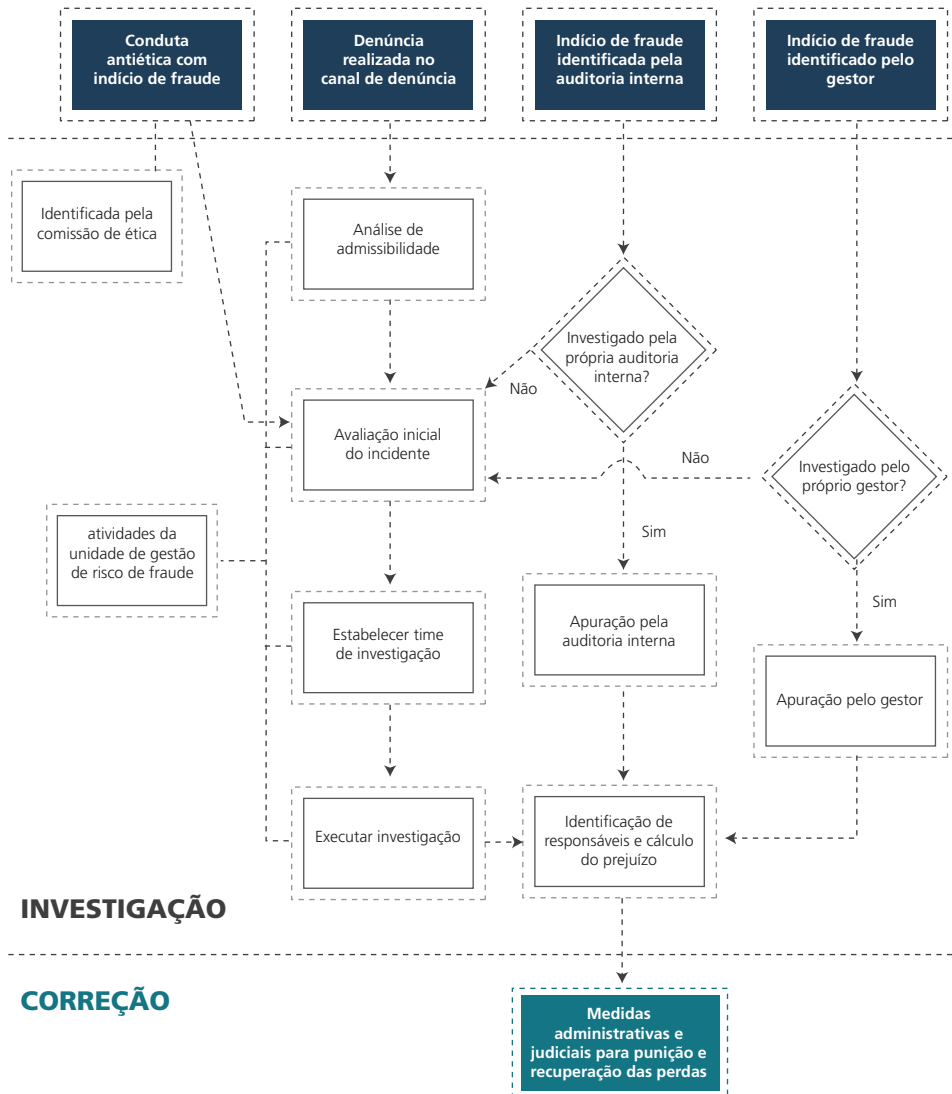 Conduta
antiética com
indício de fraude
Denúncia
realizada no
canal de denúncia
Indício de fraude
identificada pela
auditoria interna
Indício de fraude
identificado pelo
gestor
Identificada pela
comissão de ética
Análise de
admissibilidade
Investigado pela
própria auditoria
interna?
Não
Avaliação inicial
do incidente
Não
Investigado pelo
próprio gestor?
atividades da
unidade de gestão
de risco de fraude
Sim
Sim
Estabelecer time
de investigação
Apuração pela
auditoria interna
Apuração pelo gestor
Executar investigação
Identificação de
responsáveis e cálculo
do prejuízo
INVESTIGAÇÃO
CORREÇÃO
Medidas
administrativas e
judiciais para punição e
recuperação das perdas